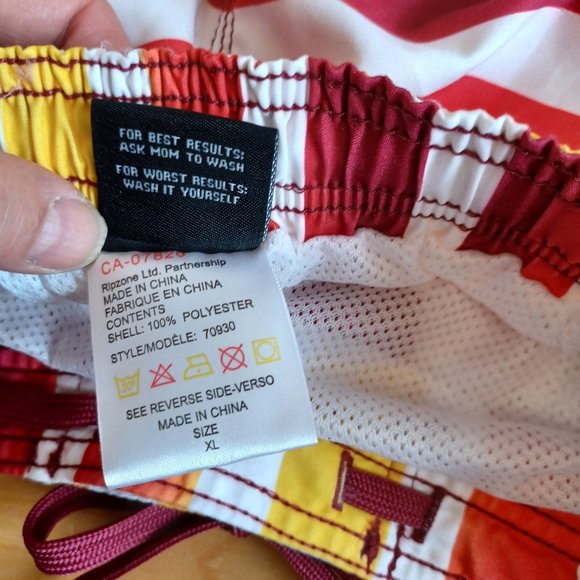 FOR BEST RESULTS:
ASK MOM TO WASH
FOR WORST RESULTS:
WASH IT YOURSELF
CA-07820
Ripzone Ltd. Partnership
MADE IN CHINA
FABRIQUE EN CHINA
CONTENTS
SHELL: 100% POLYESTER
STYLE/MODÈLE: 70930
SEE REVERSE SIDE-VERSO
MADE IN CHINA
SIZE
XL